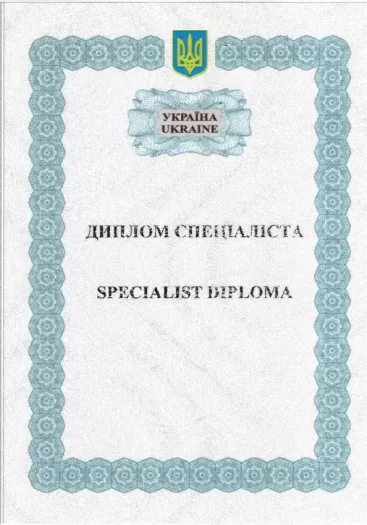 УКРАЇНА
UKRAINE
ДИПЛОМ СПЕЦІАЛІСТА
SPECIALIST DIPLOMA